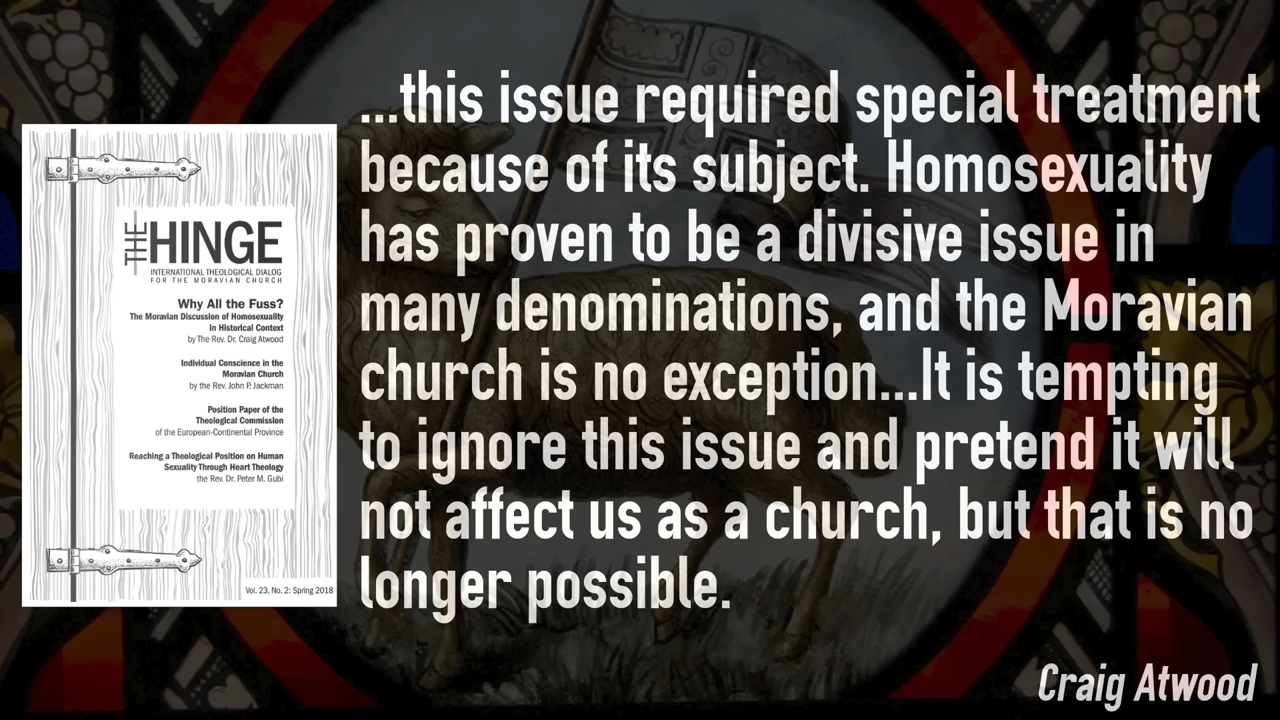 THE HINGE
INTERNATIONAL THEOLOGICAL DIALOG
FOR THE MORAVIAN CHURCH
Why All the Fuss?
The Moravian Discussion of Homosexuality
in Historical Context
by The Rev. Dr. Craig Atwood
Individual Conscience in the
Moravian Church
by the Rev. John P. Jackman
Position Paper of the
Theological Commission
of the European-Continental Province
Reaching a Theological Position on Human
Sexuality Through Heart Theology
the Rev. Dr. Peter M. Gubi
Vol. 23, No. 2: Spring 2018
...this issue required special treatment
because of its subject. Homosexuality
has proven to be a divisive issue in
many denominations, and the Moravian
church is no exception...It is tempting
to ignore this issue and pretend it will
not affect us as a church, but that is no
longer possible.
Craig Atwood